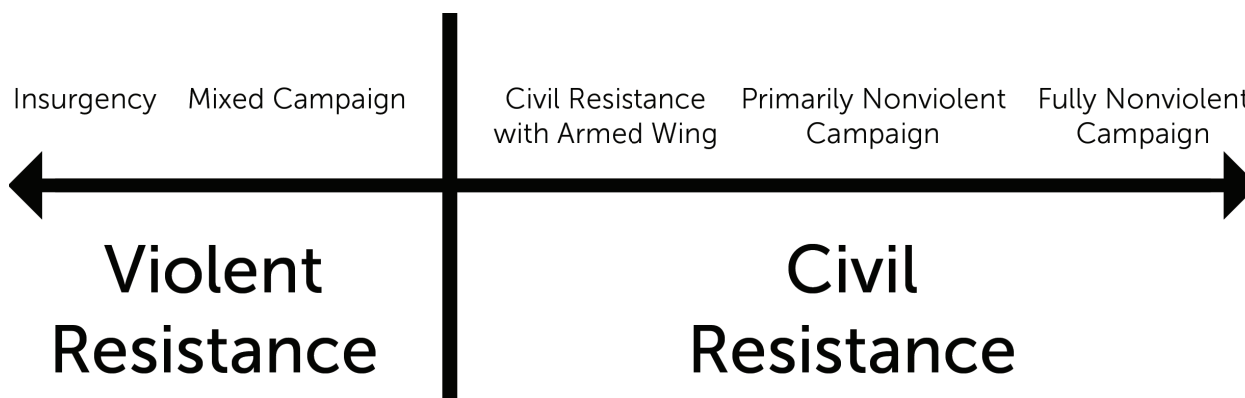 Insurgency
Mixed Campaign
Civil Resistance
with Armed Wing
Primarily Nonviolent
Campaign
Fully Nonviolent
Campaign
Violent
Resistance
Civil
Resistance